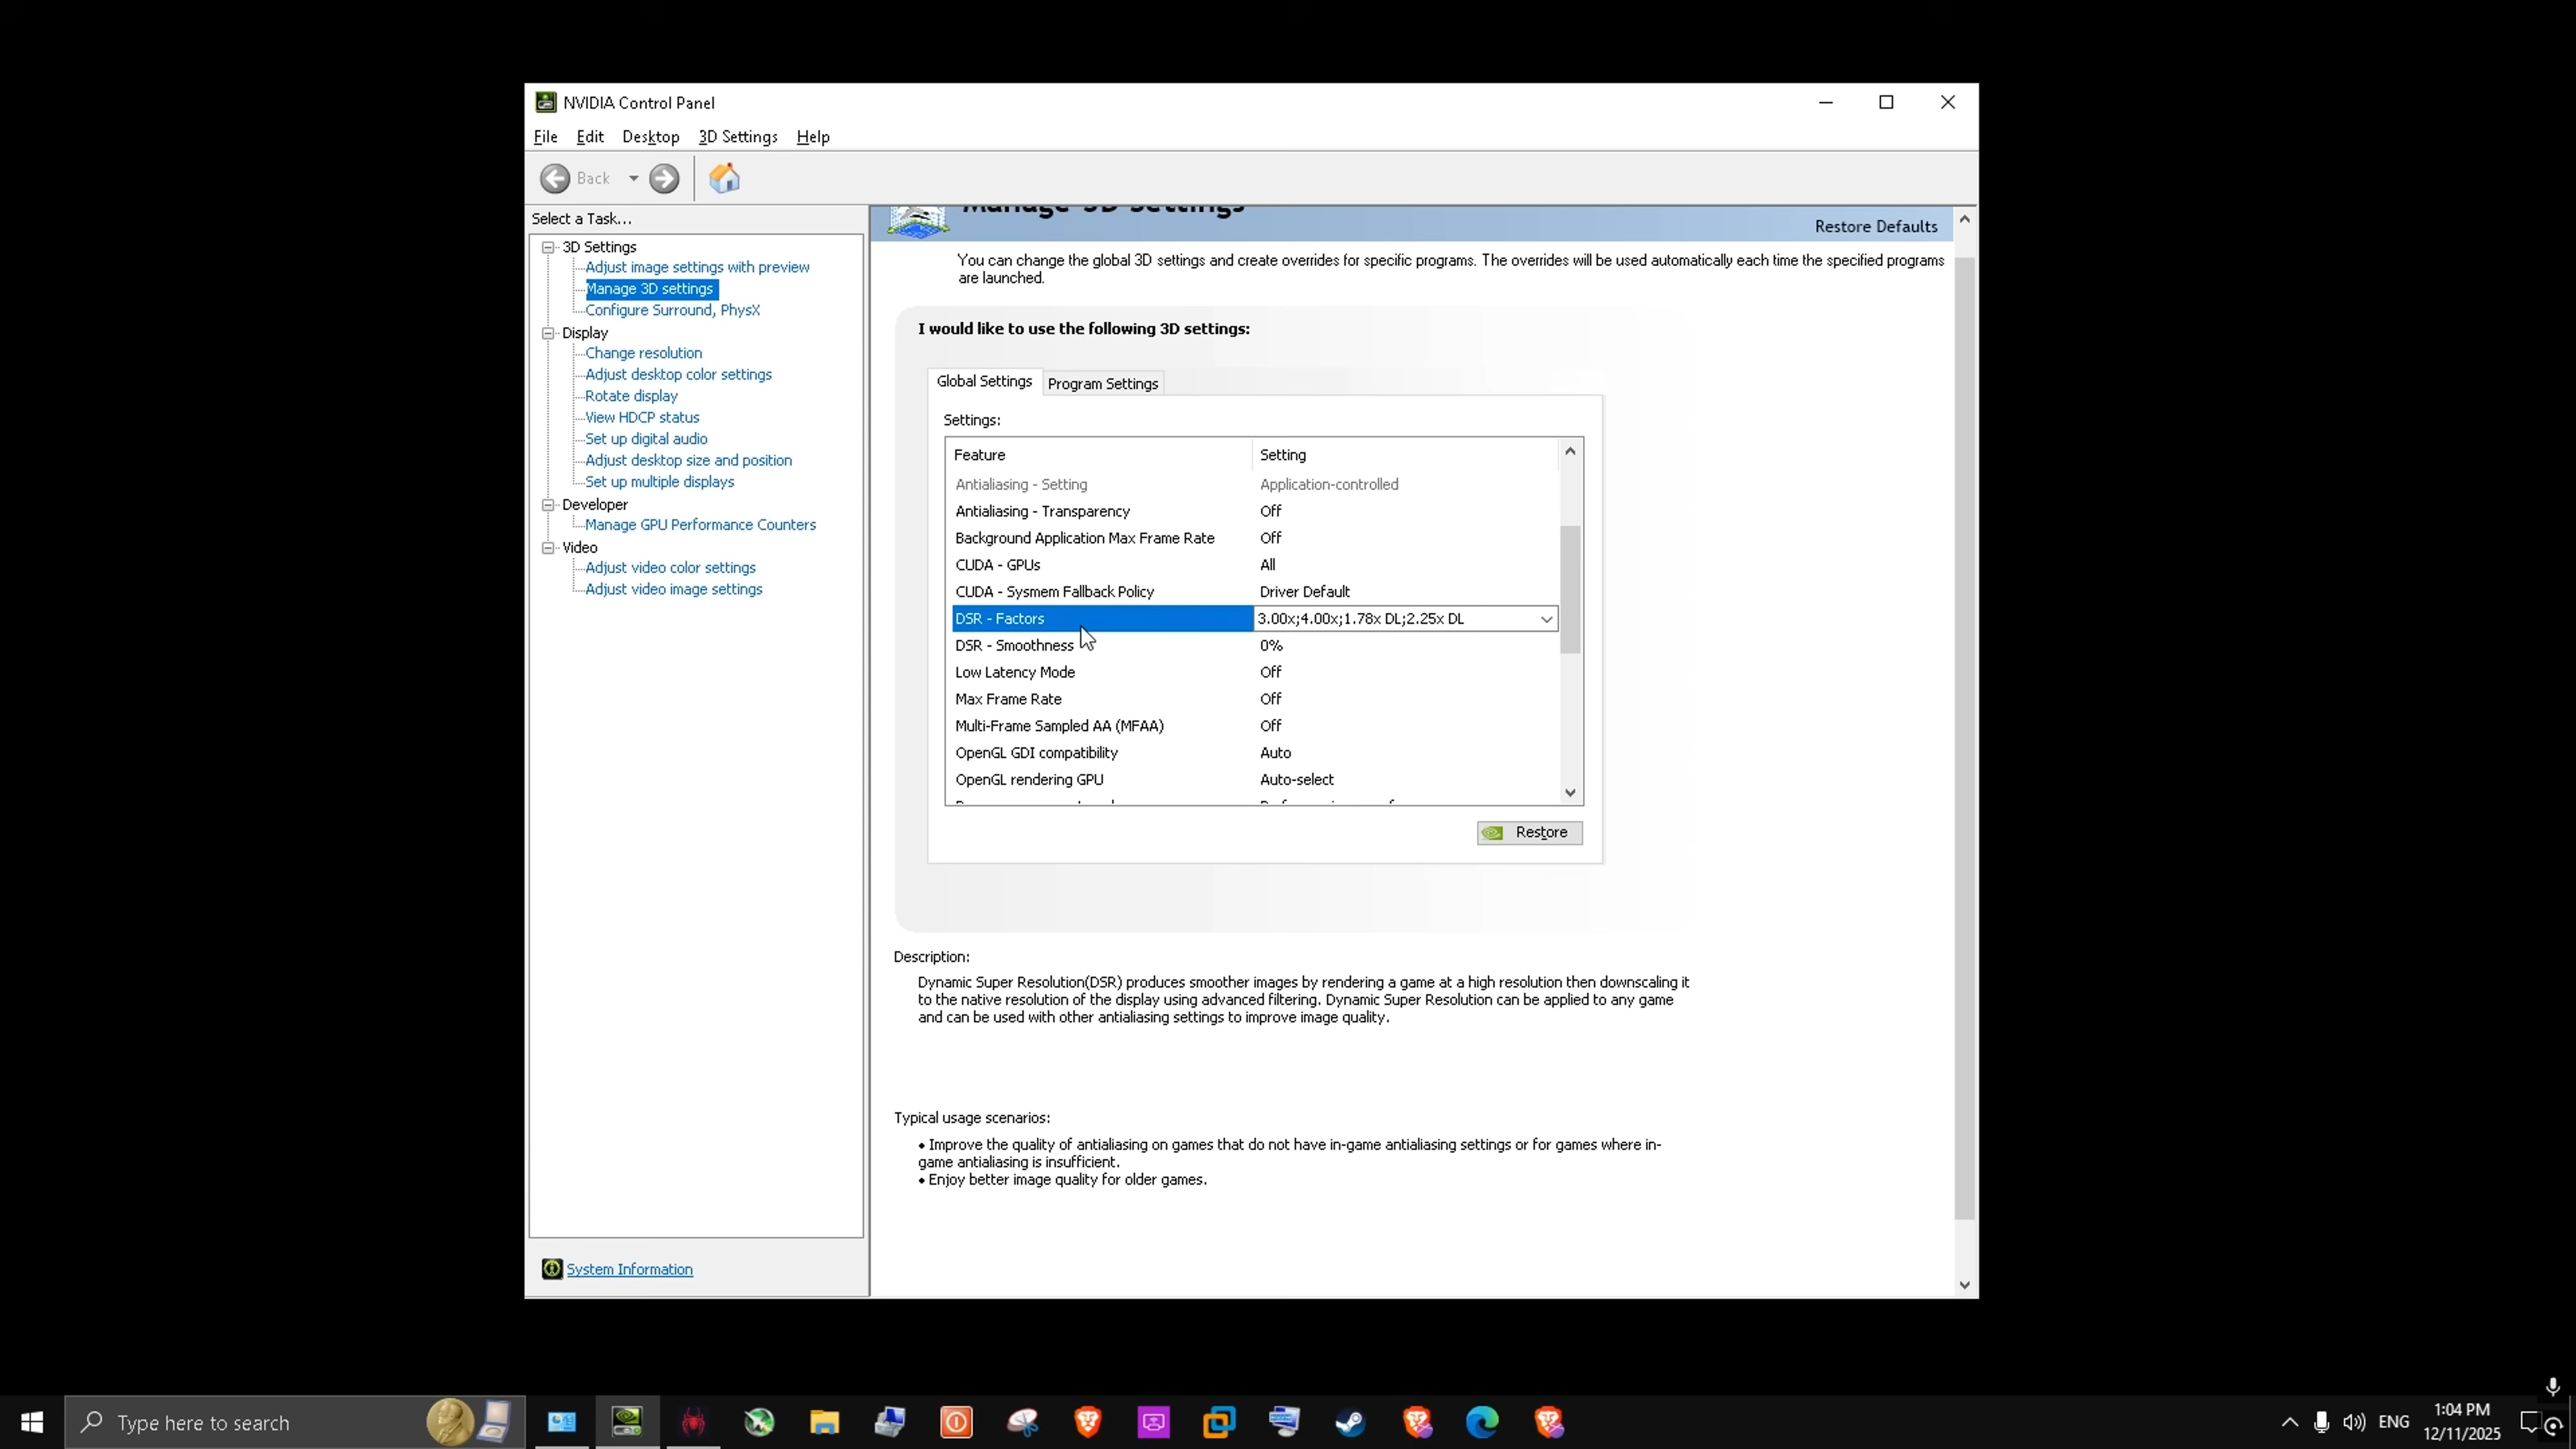 NVIDIA Control Panel
File Edit Desktop 3D Settings Help
Back
Select a Task...
3D Settings
Adjust image settings with preview
Manage 3D settings
Configure Surround, PhysX
Display
Change resolution
Adjust desktop color settings
Rotate display
View HDCP status
Set up digital audio
Adjust desktop size and position
Set up multiple displays
Developer
Manage GPU Performance Counters
Video
Adjust video color settings
Adjust video image settings
System Information
Manage 3D Settings
Restore Defaults
You can change the global 3D settings and create overrides for specific programs. The overrides will be used automatically each time the specified programs
are launched.
I would like to use the following 3D settings:
Global Settings Program Settings
Settings:
Feature Setting
Antialiasing - Setting Application-controlled
Antialiasing - Transparency Off
Background Application Max Frame Rate Off
CUDA - GPUs All
CUDA - Sysmem Fallback Policy Driver Default
DSR - Factors 3.00x;4.00x;1.78x DL;2.25x DL
DSR - Smoothness 0%
Low Latency Mode Off
Max Frame Rate Off
Multi-Frame Sampled AA (MFAA) Off
OpenGL GDI compatibility Auto
OpenGL rendering GPU Auto-select
Restore
Description:
Dynamic Super Resolution(DSR) produces smoother images by rendering a game at a high resolution then downscaling it
to the native resolution of the display using advanced filtering. Dynamic Super Resolution can be applied to any game
and can be used with other antialiasing settings to improve image quality.
Typical usage scenarios:
• Improve the quality of antialiasing on games that do not have in-game antialiasing settings or for games where in-
game antialiasing is insufficient.
• Enjoy better image quality for older games.
Type here to search
ENG
1:04 PM
12/11/2025